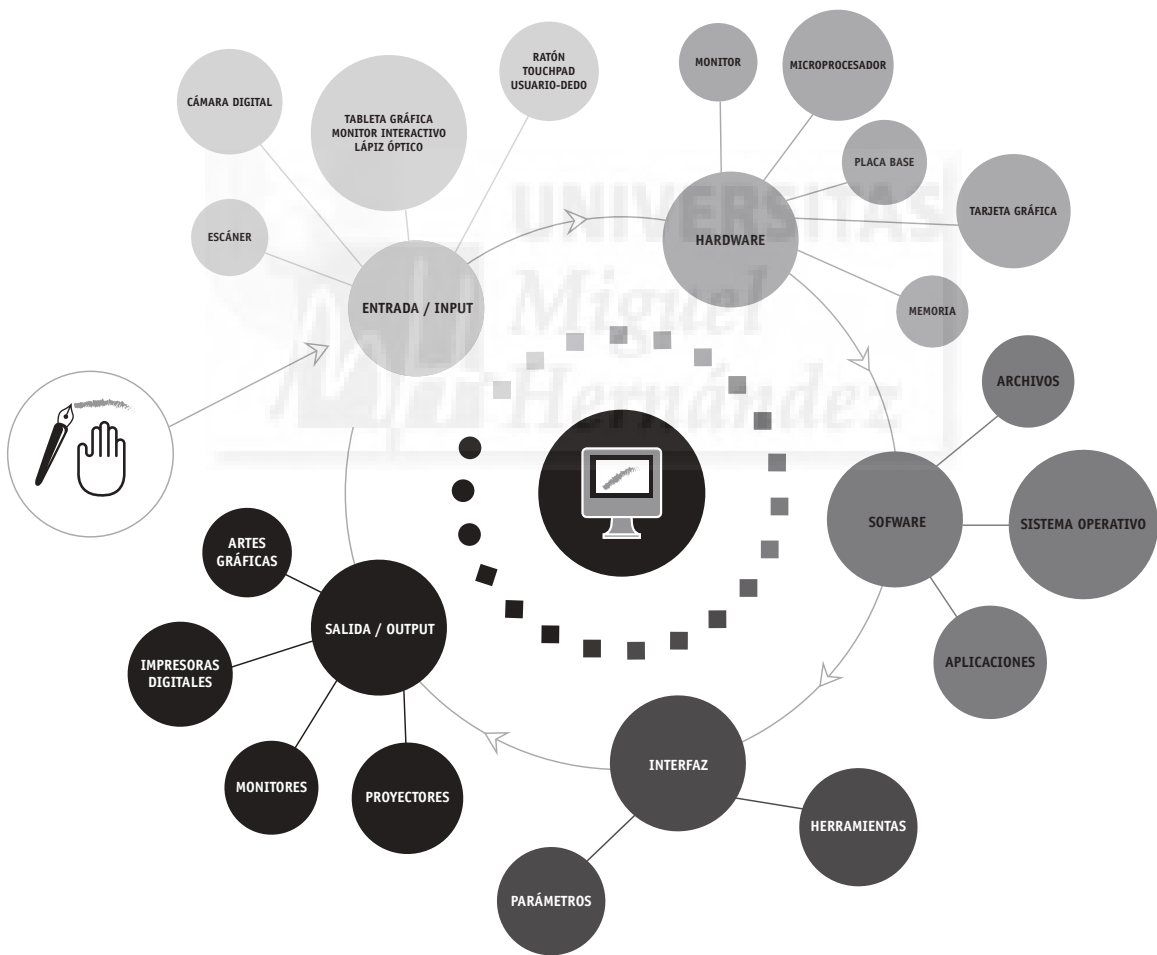 CÁMARA DIGITAL
TABLETA GRÁFICA
MONITOR INTERACTIVO
LÁPIZ ÓPTICO
RATÓN
TOUCHPAD
USUARIO-DEDO
ESCÁNER
ENTRADA / INPUT
MONITOR
MICROPROCESADOR
PLACA BASE
TARJETA GRÁFICA
HARDWARE
MEMORIA
UNIVERSITAS
Miguel
Hernández
ARCHIVOS
SOFWARE
SISTEMA OPERATIVO
APLICACIONES
INTERFAZ
HERRAMIENTAS
PARÁMETROS
ARTES
GRÁFICAS
SALIDA / OUTPUT
IMPRESORAS
DIGITALES
MONITORES
PROYECTORES